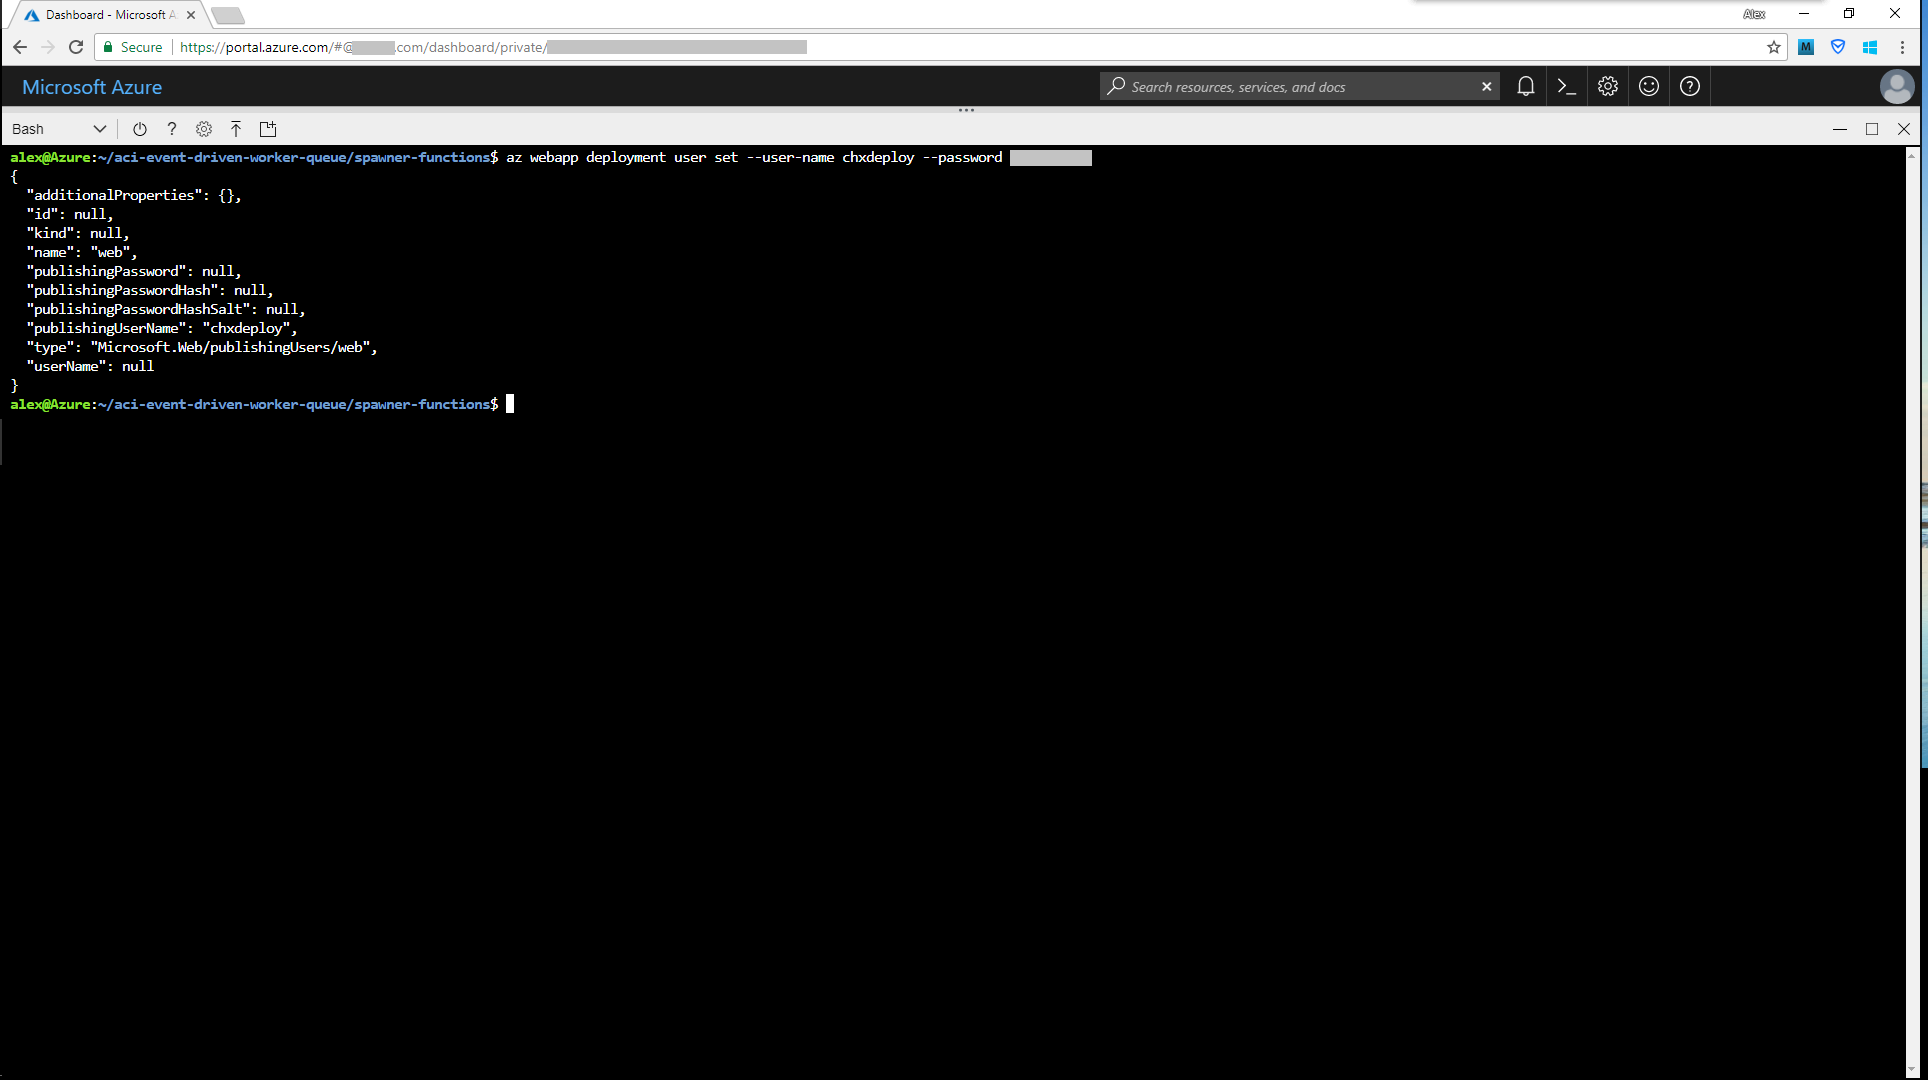 Dashboard - Microsoft A
Alex
Secure
https://portal.azure.com/#@ .com/dashboard/private/
M
Microsoft Azure
Search resources, services, and docs
Bash
alex@Azure:~/aci-event-driven-worker-queue/spawner-functions$ az webapp deployment user set --user-name chxdeploy --password
{
"additionalProperties": {},
"id": null,
"kind": null,
"name": "web",
"publishingPassword": null,
"publishingPasswordHash": null,
"publishingPasswordHashSalt": null,
"publishingUserName": "chxdeploy",
"type": "Microsoft.Web/publishingUsers/web",
"userName": null
}
alex@Azure:~/aci-event-driven-worker-queue/spawner-functions$